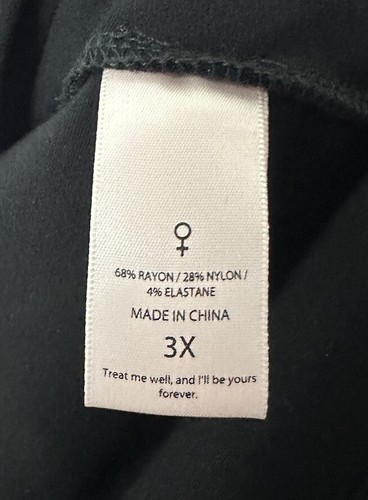 68% RAYON / 28% NYLON /
4% ELASTANE
MADE IN CHINA
3X
Treat me well, and I'll be yours
forever.